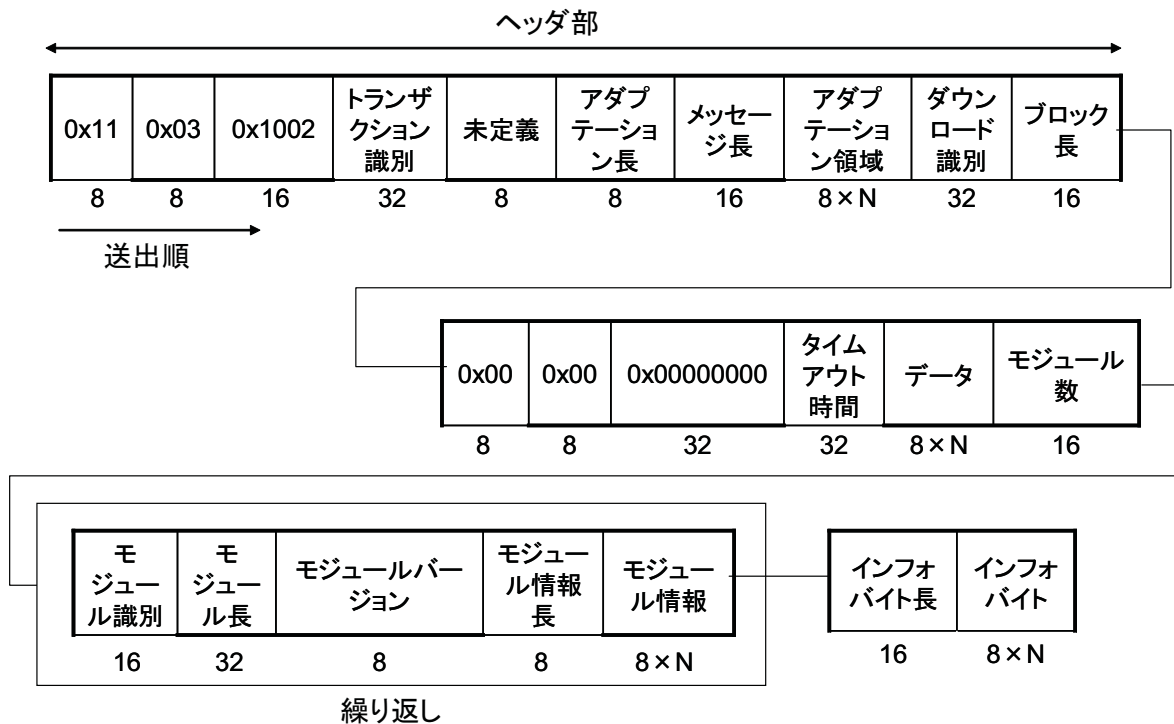 ヘッダ部
0x11
0x03
0x1002
トランザ
クション
識別
未定義
アダプ
テーショ
ン長
メッセー
ジ長
アダプ
テーショ
ン領域
ダウン
ロード
識別
ブロック
長
8
8
16
32
8
8
16
8×N
32
16
送出順
0x00
0x00
0x00000000
タイム
アウト
時間
データ
モジュール
数
8
8
32
32
8×N
16
モ
ジュー
ル識別
モ
ジュー
ル長
モジュールバー
ジョン
モジュー
ル情報
長
モジュー
ル情報
インフォ
バイト長
インフォ
バイト
16
32
8
8
8×N
16
8×N
繰り返し